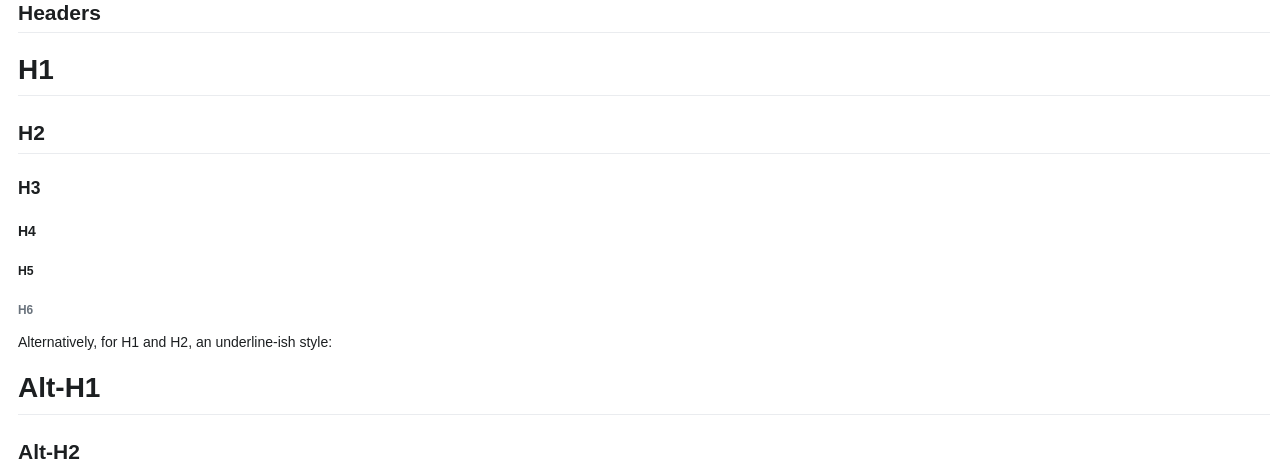 Headers
H1
H2
H3
H4
H5
H6
Alternatively, for H1 and H2, an underline-ish style:
Alt-H1
Alt-H2